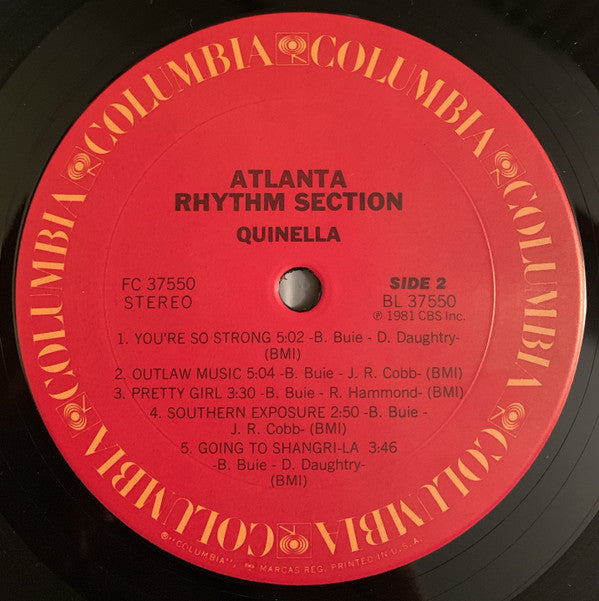 COLUMBIA COLUMBIA COLUMBIA COLUMBIA COLUMBIA COLUMBIA COLUMBIA COLUMBIA
ATLANTA
RHYTHM SECTION
QUINELLA
FC 37550
STEREO
SIDE 2
BL 37550
℗ 1981 CBS Inc.
1. YOU'RE SO STRONG 5:02 -B. Buie - D. Daughtry-
(BMI)
2. OUTLAW MUSIC 5:04 -B. Buie - J. R. Cobb- (BMI)
3. PRETTY GIRL 3:30 -B. Buie - R. Hammond- (BMI)
4. SOUTHERN EXPOSURE 2:50 -B. Buie -
J. R. Cobb- (BMI)
5. GOING TO SHANGRI-LA 3:46
-B. Buie - D. Daughtry-
(BMI)
®"COLUMBIA", MARCAS REG. PRINTED IN U.S.A.